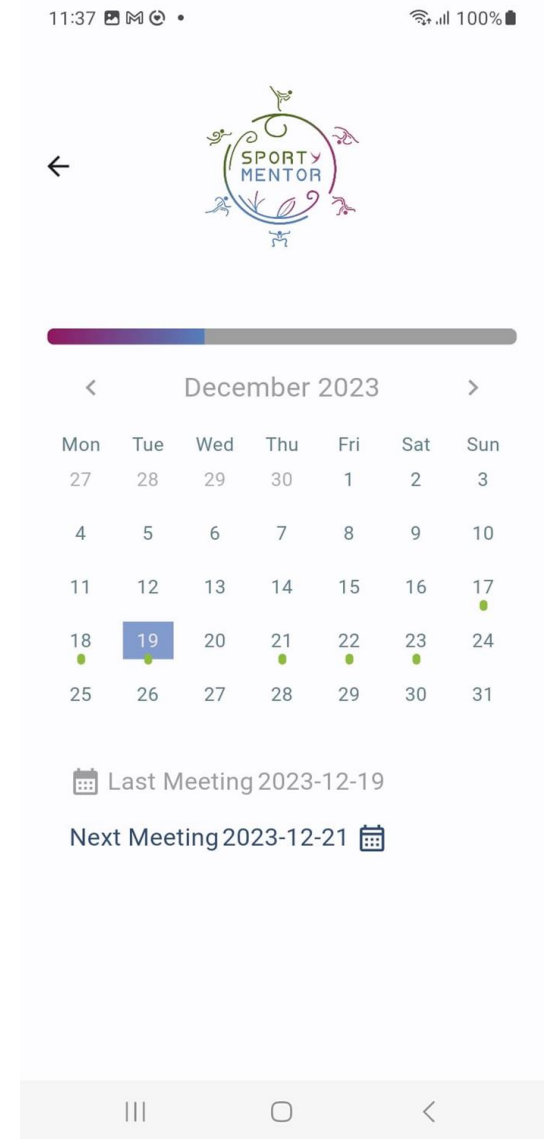 11:37
100%
SPORTY
MENTOR
December 2023
Mon Tue Wed Thu Fri Sat Sun
27 28 29 30 1 2 3
4 5 6 7 8 9 10
11 12 13 14 15 16 17
18 19 20 21 22 23 24
25 26 27 28 29 30 31
Last Meeting 2023-12-19
Next Meeting 2023-12-21